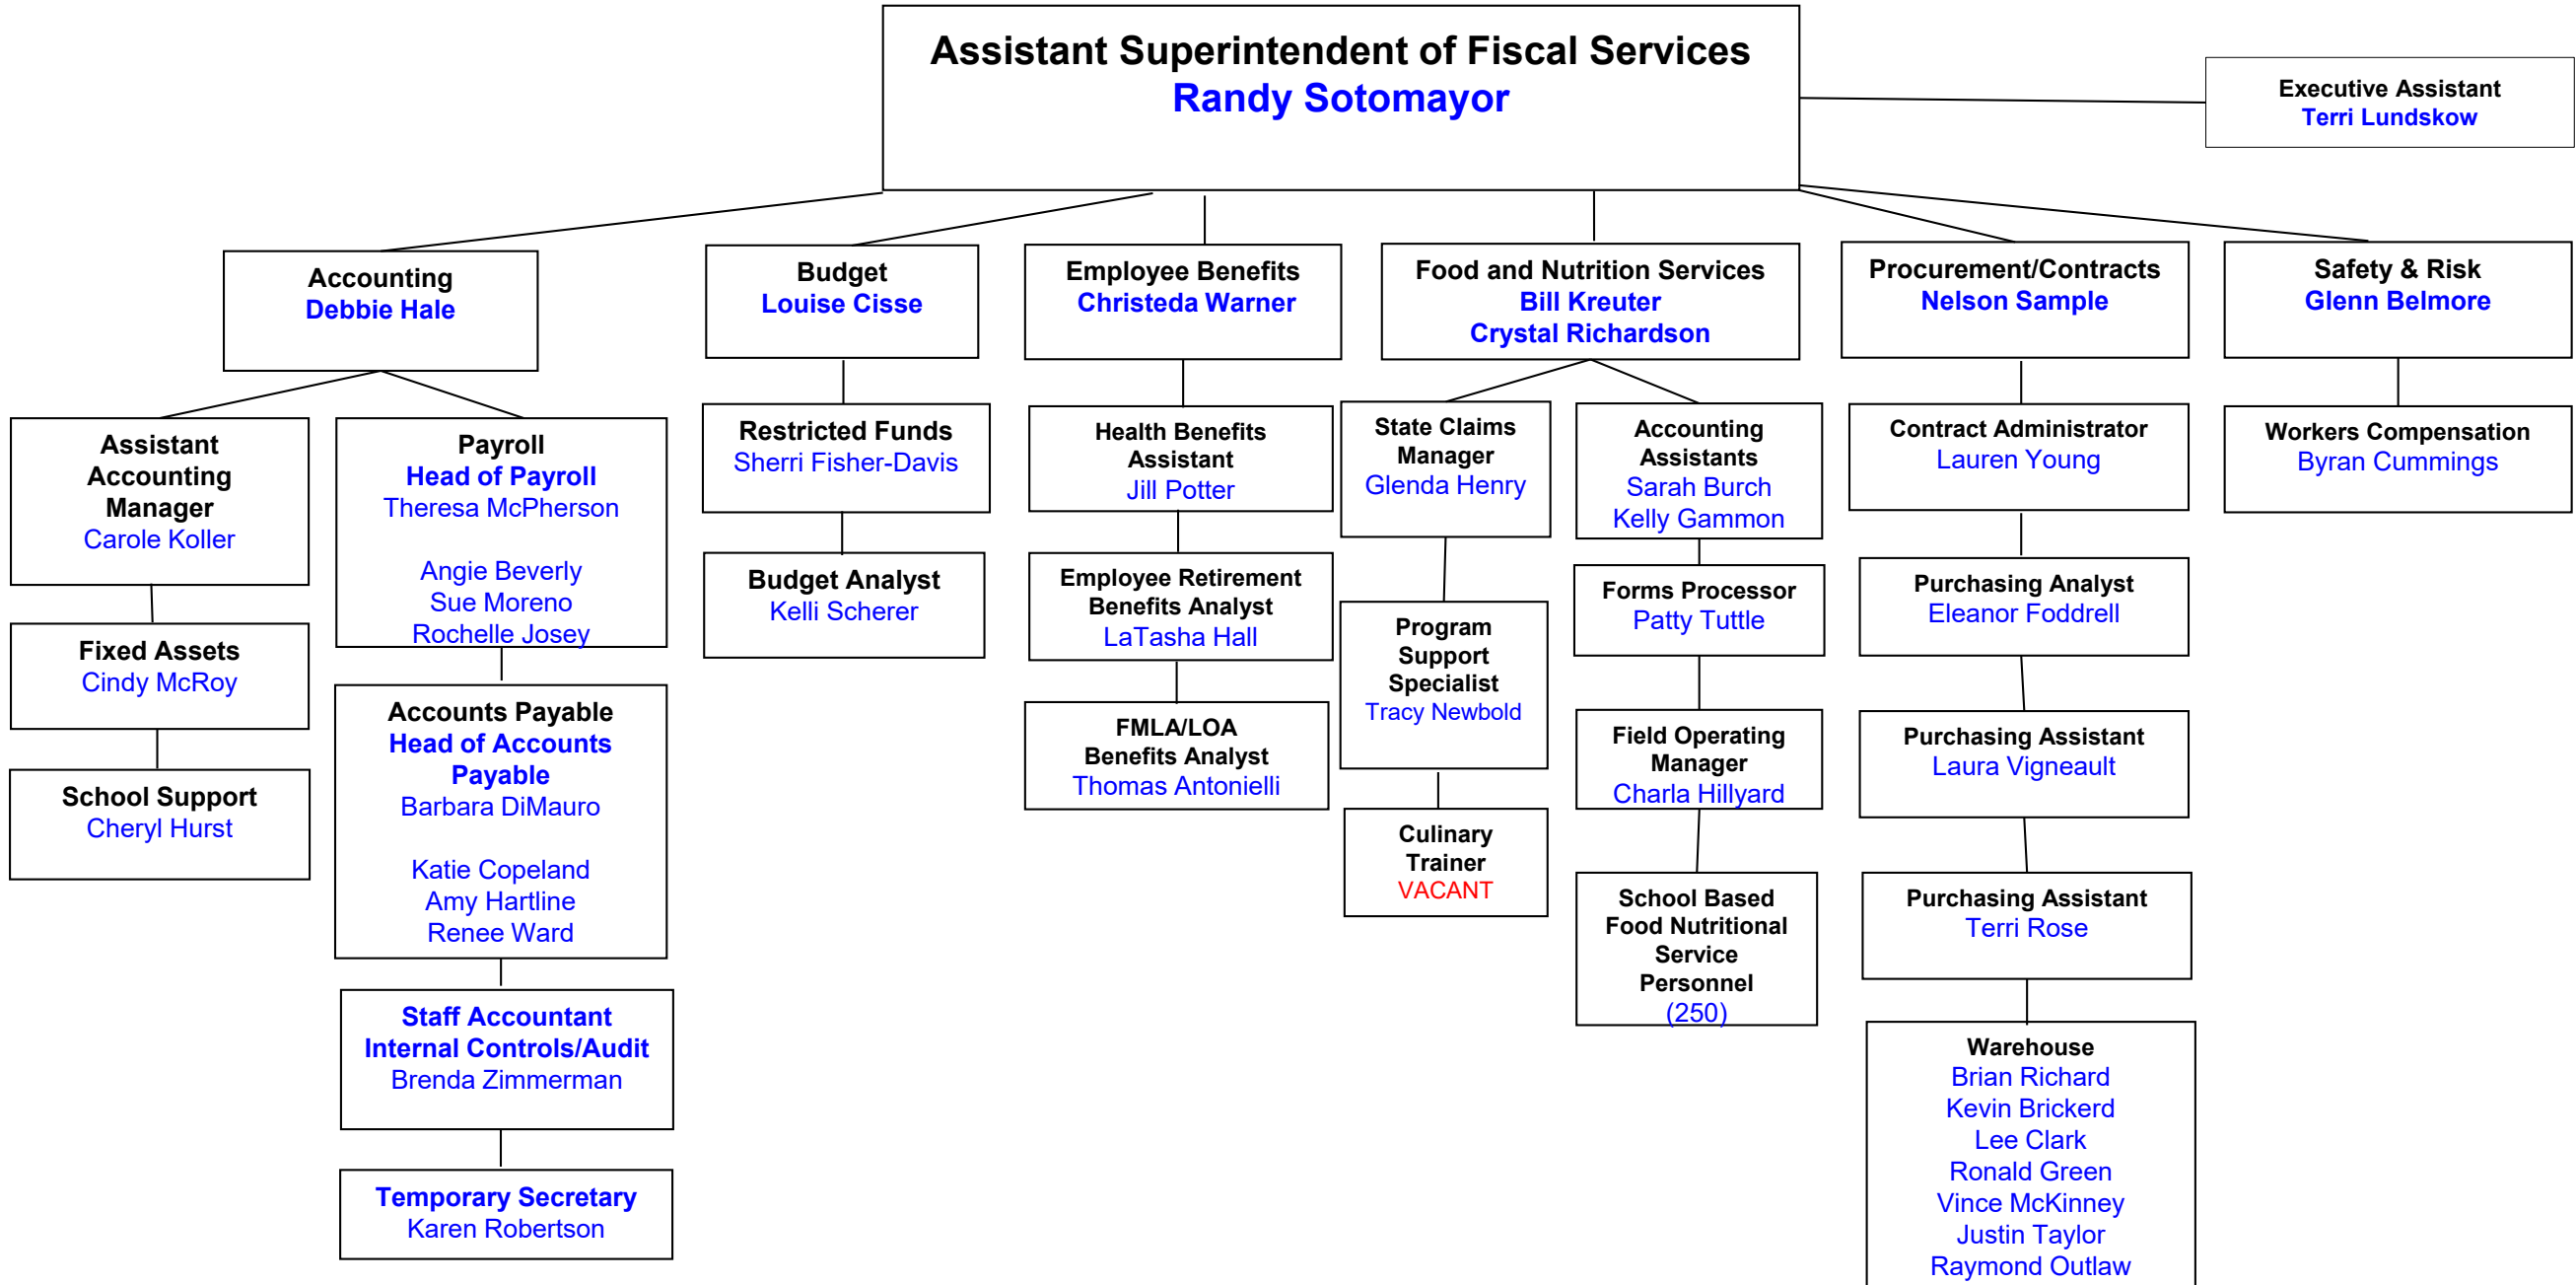 Assistant Superintendent of Fiscal Services
Randy Sotomayor
Executive Assistant
Terri Lundskow
Accounting
Debbie Hale
Budget
Louise Cisse
Employee Benefits
Christeda Warner
Food and Nutrition Services
Bill Kreuter
Crystal Richardson
Procurement/Contracts
Nelson Sample
Safety & Risk
Glenn Belmore
Assistant
Accounting
Manager
Carole Koller
Fixed Assets
Cindy McRoy
School Support
Cheryl Hurst
Payroll
Head of Payroll
Theresa McPherson
Angie Beverly
Sue Moreno
Rochelle Josey
Accounts Payable
Head of Accounts
Payable
Barbara DiMauro
Katie Copeland
Amy Hartline
Renee Ward
Staff Accountant
Internal Controls/Audit
Brenda Zimmerman
Temporary Secretary
Karen Robertson
Restricted Funds
Sherri Fisher-Davis
Budget Analyst
Kelli Scherer
Health Benefits
Assistant
Jill Potter
Employee Retirement
Benefits Analyst
LaTasha Hall
FMLA/LOA
Benefits Analyst
Thomas Antonielli
State Claims
Manager
Glenda Henry
Program
Support
Specialist
Tracy Newbold
Culinary
Trainer
VACANT
Accounting
Assistants
Sarah Burch
Kelly Gammon
Forms Processor
Patty Tuttle
Field Operating
Manager
Charla Hillyard
School Based
Food Nutritional
Service
Personnel
(250)
Contract Administrator
Lauren Young
Purchasing Analyst
Eleanor Foddrell
Purchasing Assistant
Laura Vigneault
Purchasing Assistant
Terri Rose
Warehouse
Brian Richard
Kevin Brickerd
Lee Clark
Ronald Green
Vince McKinney
Justin Taylor
Raymond Outlaw
Workers Compensation
Byran Cummings